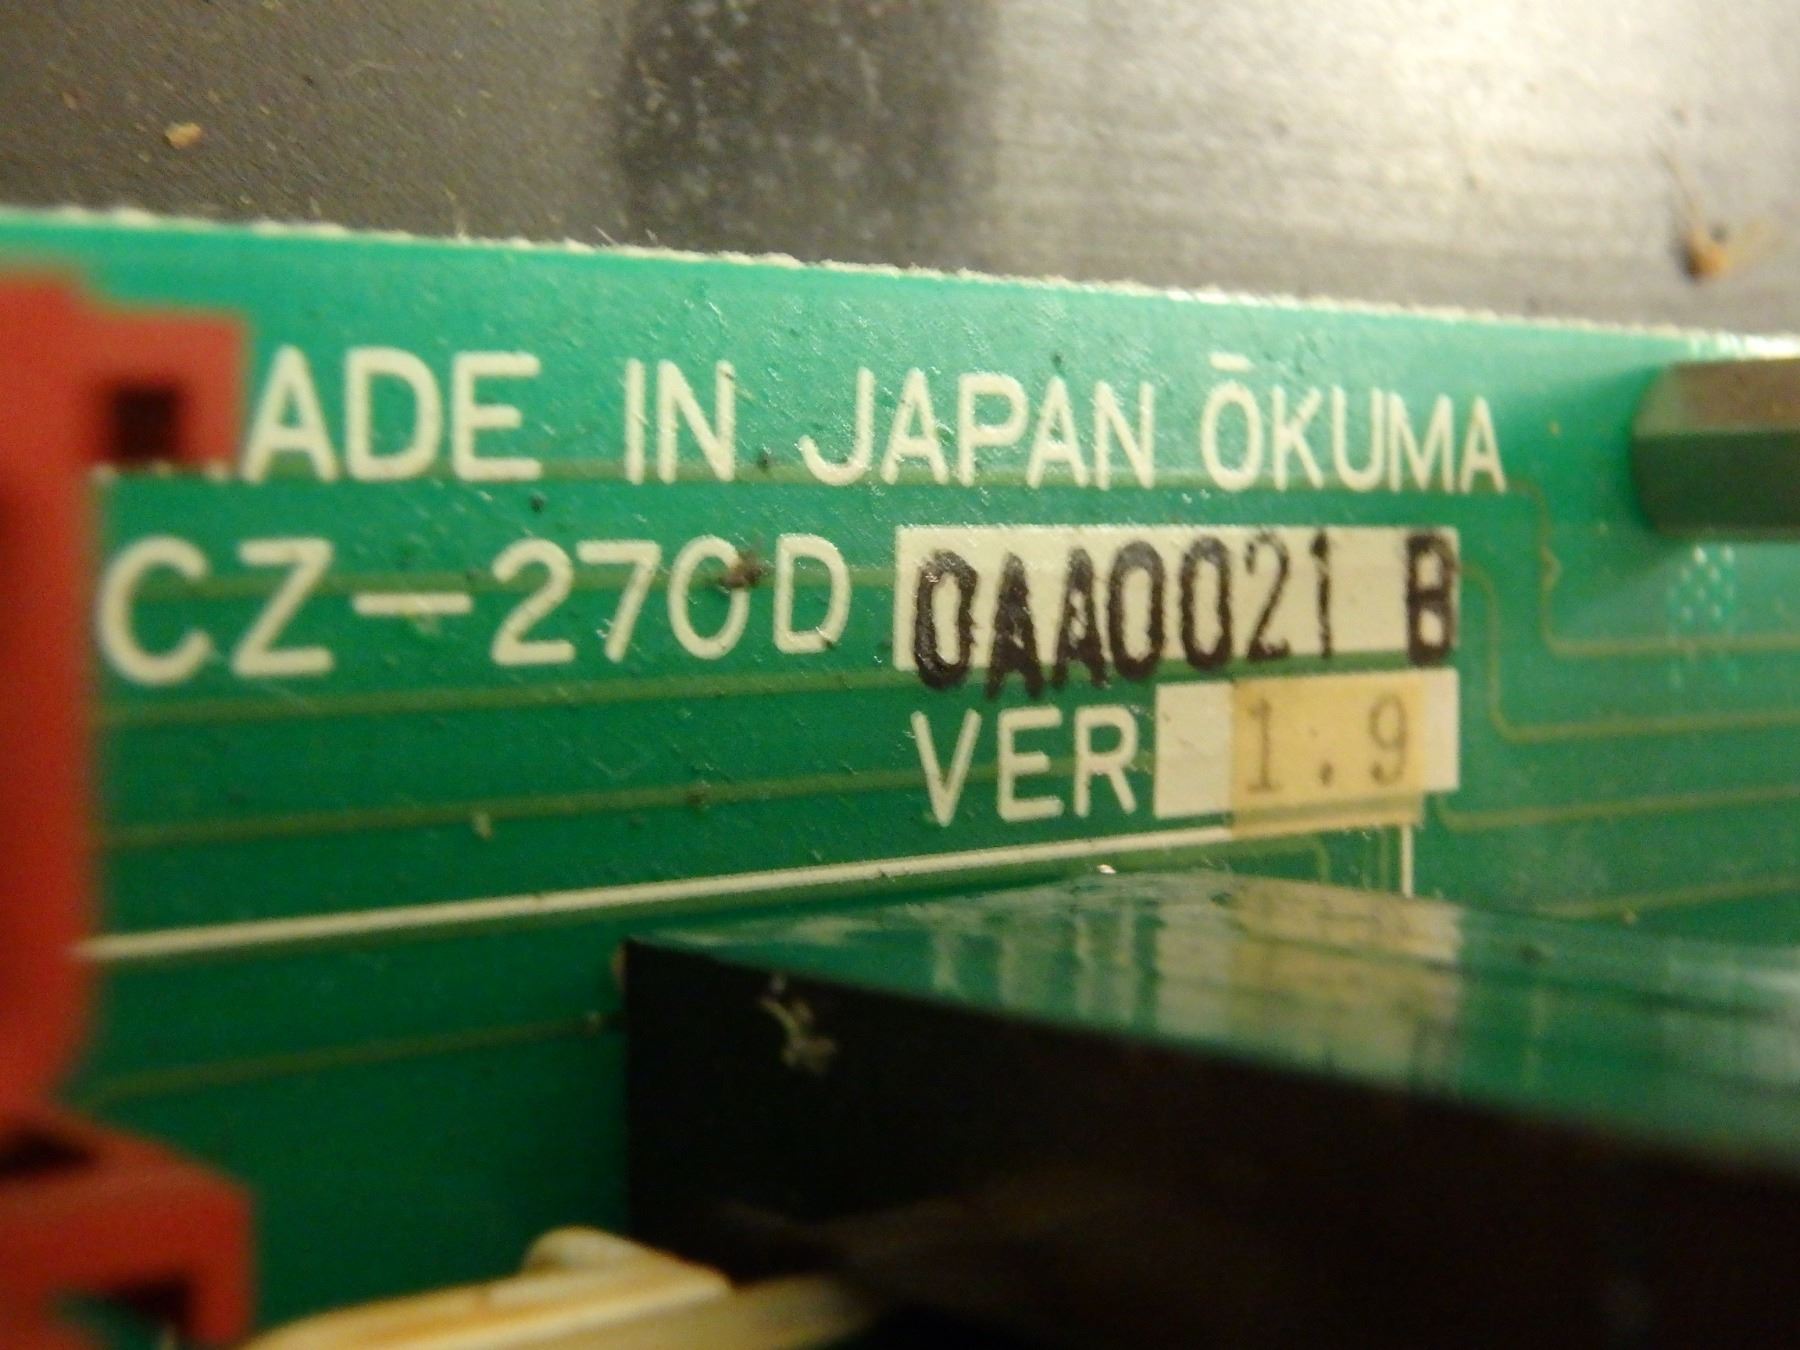 ADE IN JAPAN ŌKUMA
CZ-270D 0AA0021 B
VER 1.9